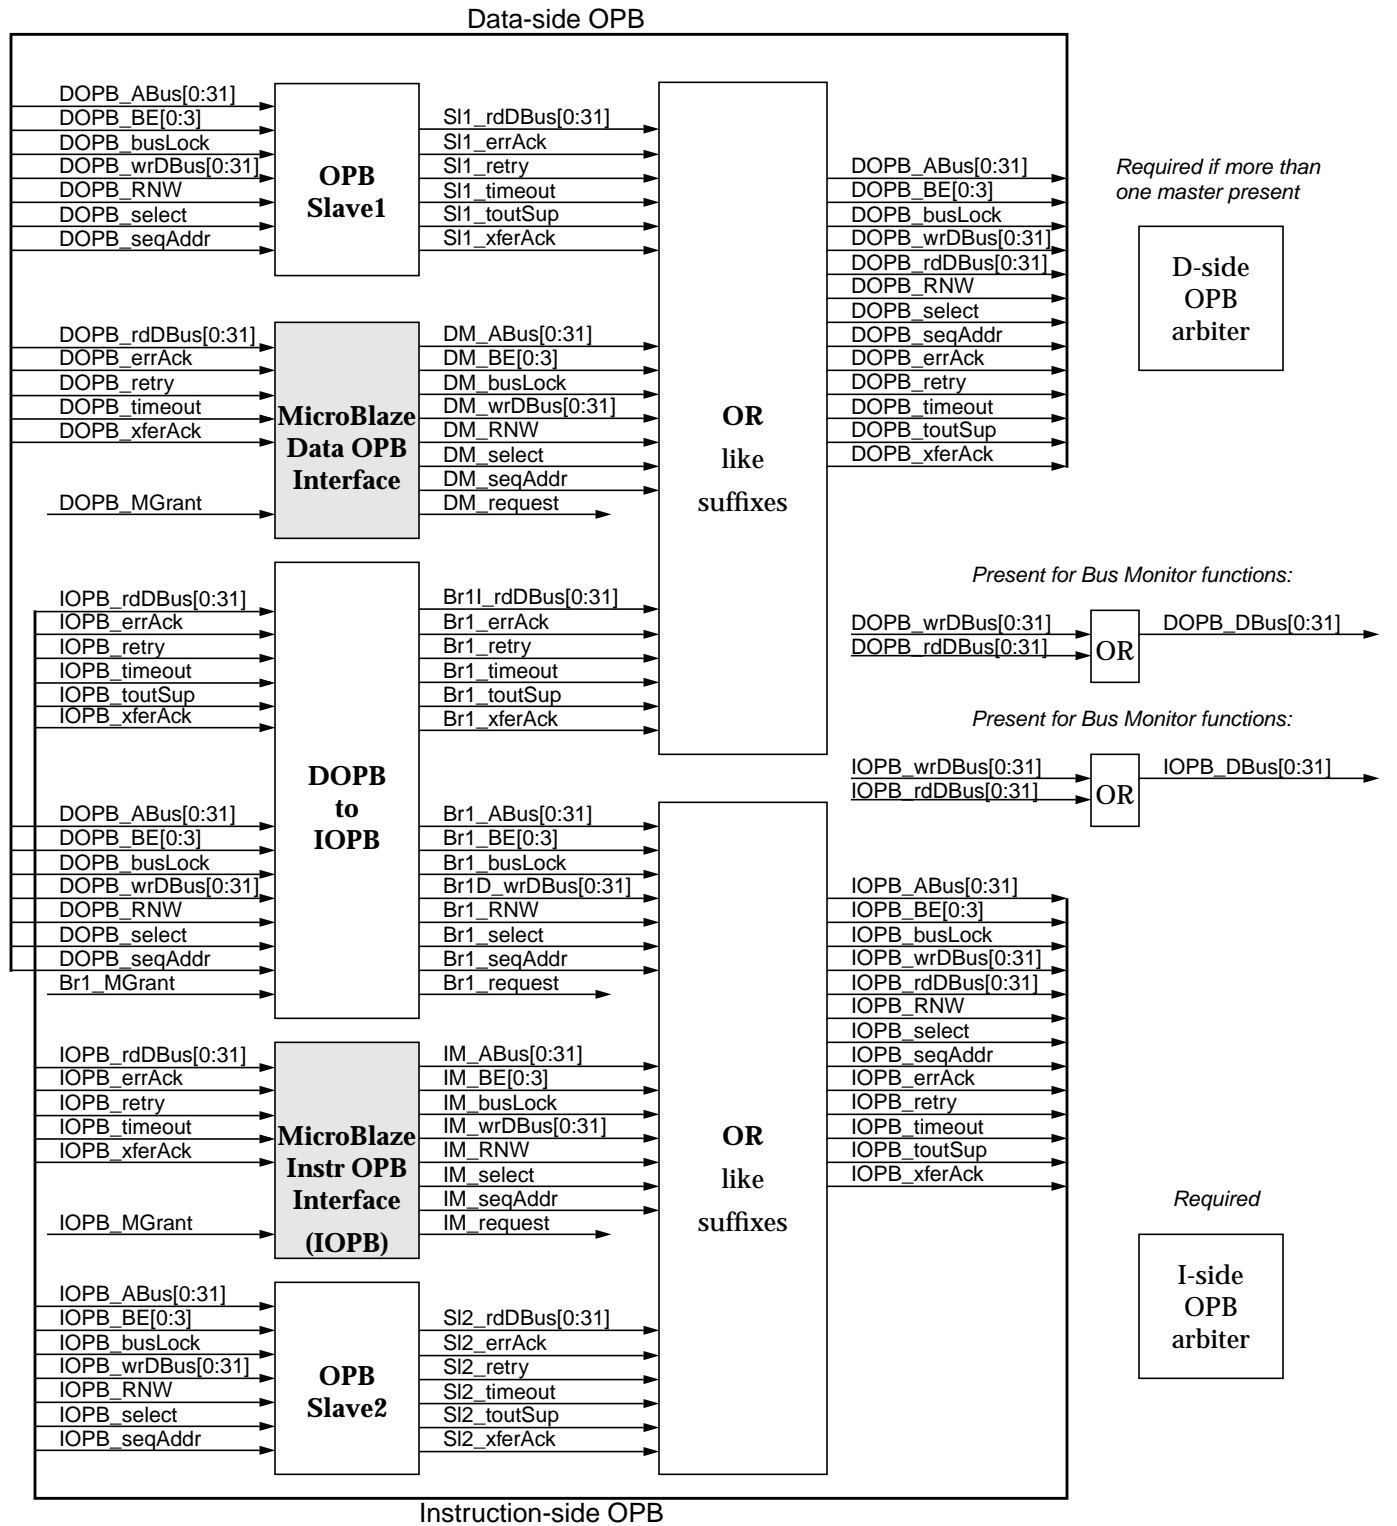 Data-side OPB
DOPB_ABus[0:31]
DOPB_BE[0:3]
DOPB_busLock
DOPB_wrDBus[0:31]
DOPB_RNW
DOPB_select
DOPB_seqAddr
OPB
Slave1
Sl1_rdDBus[0:31]
Sl1_errAck
Sl1_retry
Sl1_timeout
Sl1_toutSup
Sl1_xferAck
DOPB_rdDBus[0:31]
DOPB_errAck
DOPB_retry
DOPB_timeout
DOPB_xferAck
DOPB_MGrant
MicroBlaze
Data OPB
Interface
DM_ABus[0:31]
DM_BE[0:3]
DM_busLock
DM_wrDBus[0:31]
DM_RNW
DM_select
DM_seqAddr
DM_request
OR
like
suffixes
DOPB_ABus[0:31]
DOPB_BE[0:3]
DOPB_busLock
DOPB_wrDBus[0:31]
DOPB_rdDBus[0:31]
DOPB_RNW
DOPB_select
DOPB_seqAddr
DOPB_errAck
DOPB_retry
DOPB_timeout
DOPB_toutSup
DOPB_xferAck
Required if more than
one master present
D-side
OPB
arbiter
IOPB_rdDBus[0:31]
IOPB_errAck
IOPB_retry
IOPB_timeout
IOPB_toutSup
IOPB_xferAck
DOPB_ABus[0:31]
DOPB_BE[0:3]
DOPB_busLock
DOPB_wrDBus[0:31]
DOPB_RNW
DOPB_select
DOPB_seqAddr
Br1_MGrant
DOPB
to
IOPB
Br1I_rdDBus[0:31]
Br1_errAck
Br1_retry
Br1_timeout
Br1_toutSup
Br1_xferAck
Br1_ABus[0:31]
Br1_BE[0:3]
Br1_busLock
Br1D_wrDBus[0:31]
Br1_RNW
Br1_select
Br1_seqAddr
Br1_request
Present for Bus Monitor functions:
DOPB_wrDBus[0:31]
DOPB_rdDBus[0:31]
OR
DOPB_DBus[0:31]
Present for Bus Monitor functions:
IOPB_wrDBus[0:31]
IOPB_rdDBus[0:31]
OR
IOPB_DBus[0:31]
IOPB_rdDBus[0:31]
IOPB_errAck
IOPB_retry
IOPB_timeout
IOPB_xferAck
IOPB_MGrant
MicroBlaze
Instr OPB
Interface
(IOPB)
IM_ABus[0:31]
IM_BE[0:3]
IM_busLock
IM_wrDBus[0:31]
IM_RNW
IM_select
IM_seqAddr
IM_request
OR
like
suffixes
IOPB_ABus[0:31]
IOPB_BE[0:3]
IOPB_busLock
IOPB_wrDBus[0:31]
IOPB_rdDBus[0:31]
IOPB_RNW
IOPB_select
IOPB_seqAddr
IOPB_errAck
IOPB_retry
IOPB_timeout
IOPB_toutSup
IOPB_xferAck
Required
I-side
OPB
arbiter
IOPB_ABus[0:31]
IOPB_BE[0:3]
IOPB_busLock
IOPB_wrDBus[0:31]
IOPB_RNW
IOPB_select
IOPB_seqAddr
OPB
Slave2
Sl2_rdDBus[0:31]
Sl2_errAck
Sl2_retry
Sl2_timeout
Sl2_toutSup
Sl2_xferAck
Instruction-side OPB